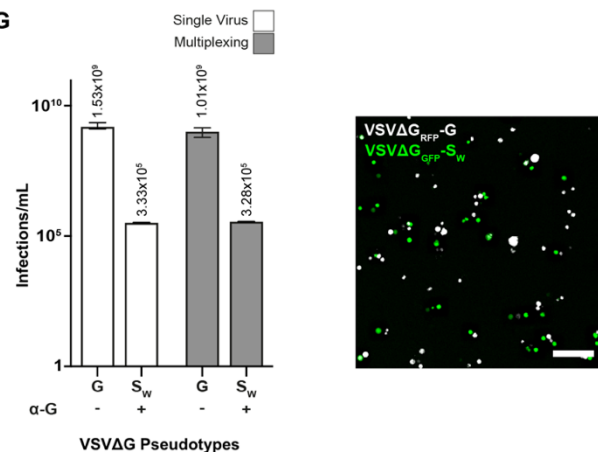 G
Single Virus
Multiplexing
1.53x10⁹
3.33x10⁵
1.01x10⁹
3.28x10⁵
10¹⁰
10⁵
1
Infections/mL
G S_W G S_W
α-G - + - +
VSVΔG Pseudotypes
VSVΔG_RFP-G
VSVΔG_GFP-S_W